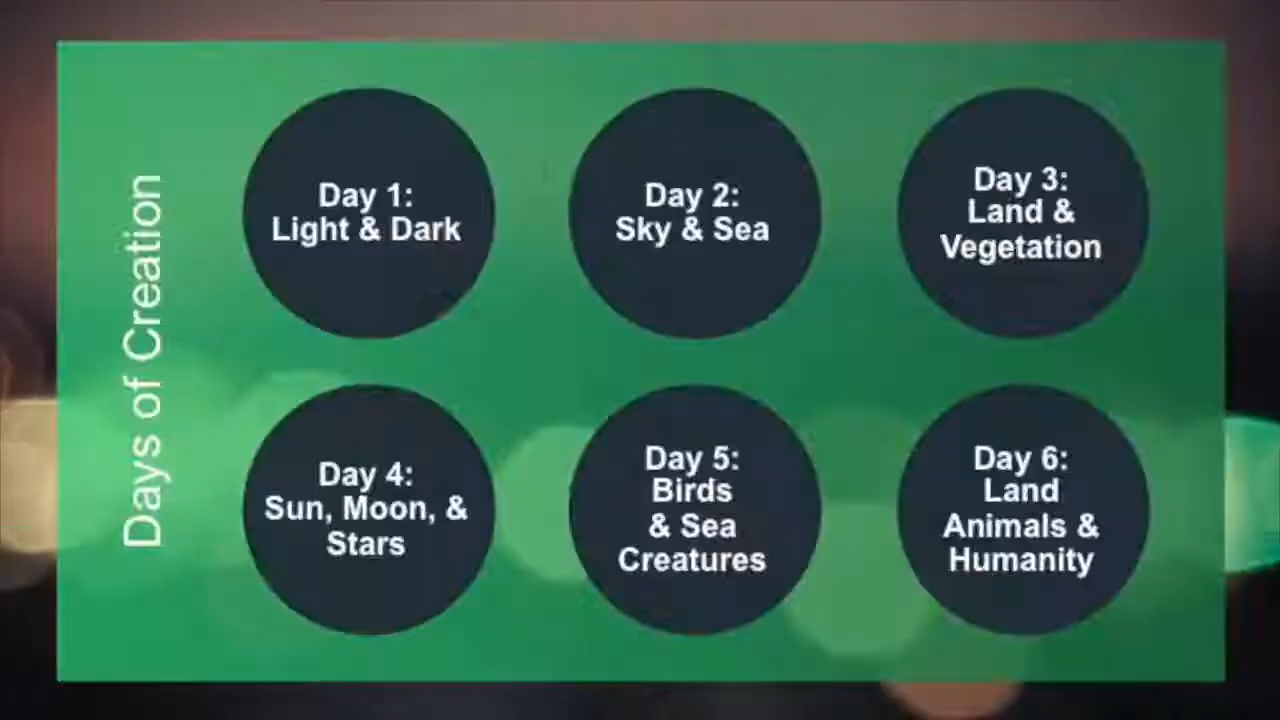 Days of Creation
Day 1:
Light & Dark
Day 2:
Sky & Sea
Day 3:
Land &
Vegetation
Day 4:
Sun, Moon, &
Stars
Day 5:
Birds
& Sea
Creatures
Day 6:
Land
Animals &
Humanity